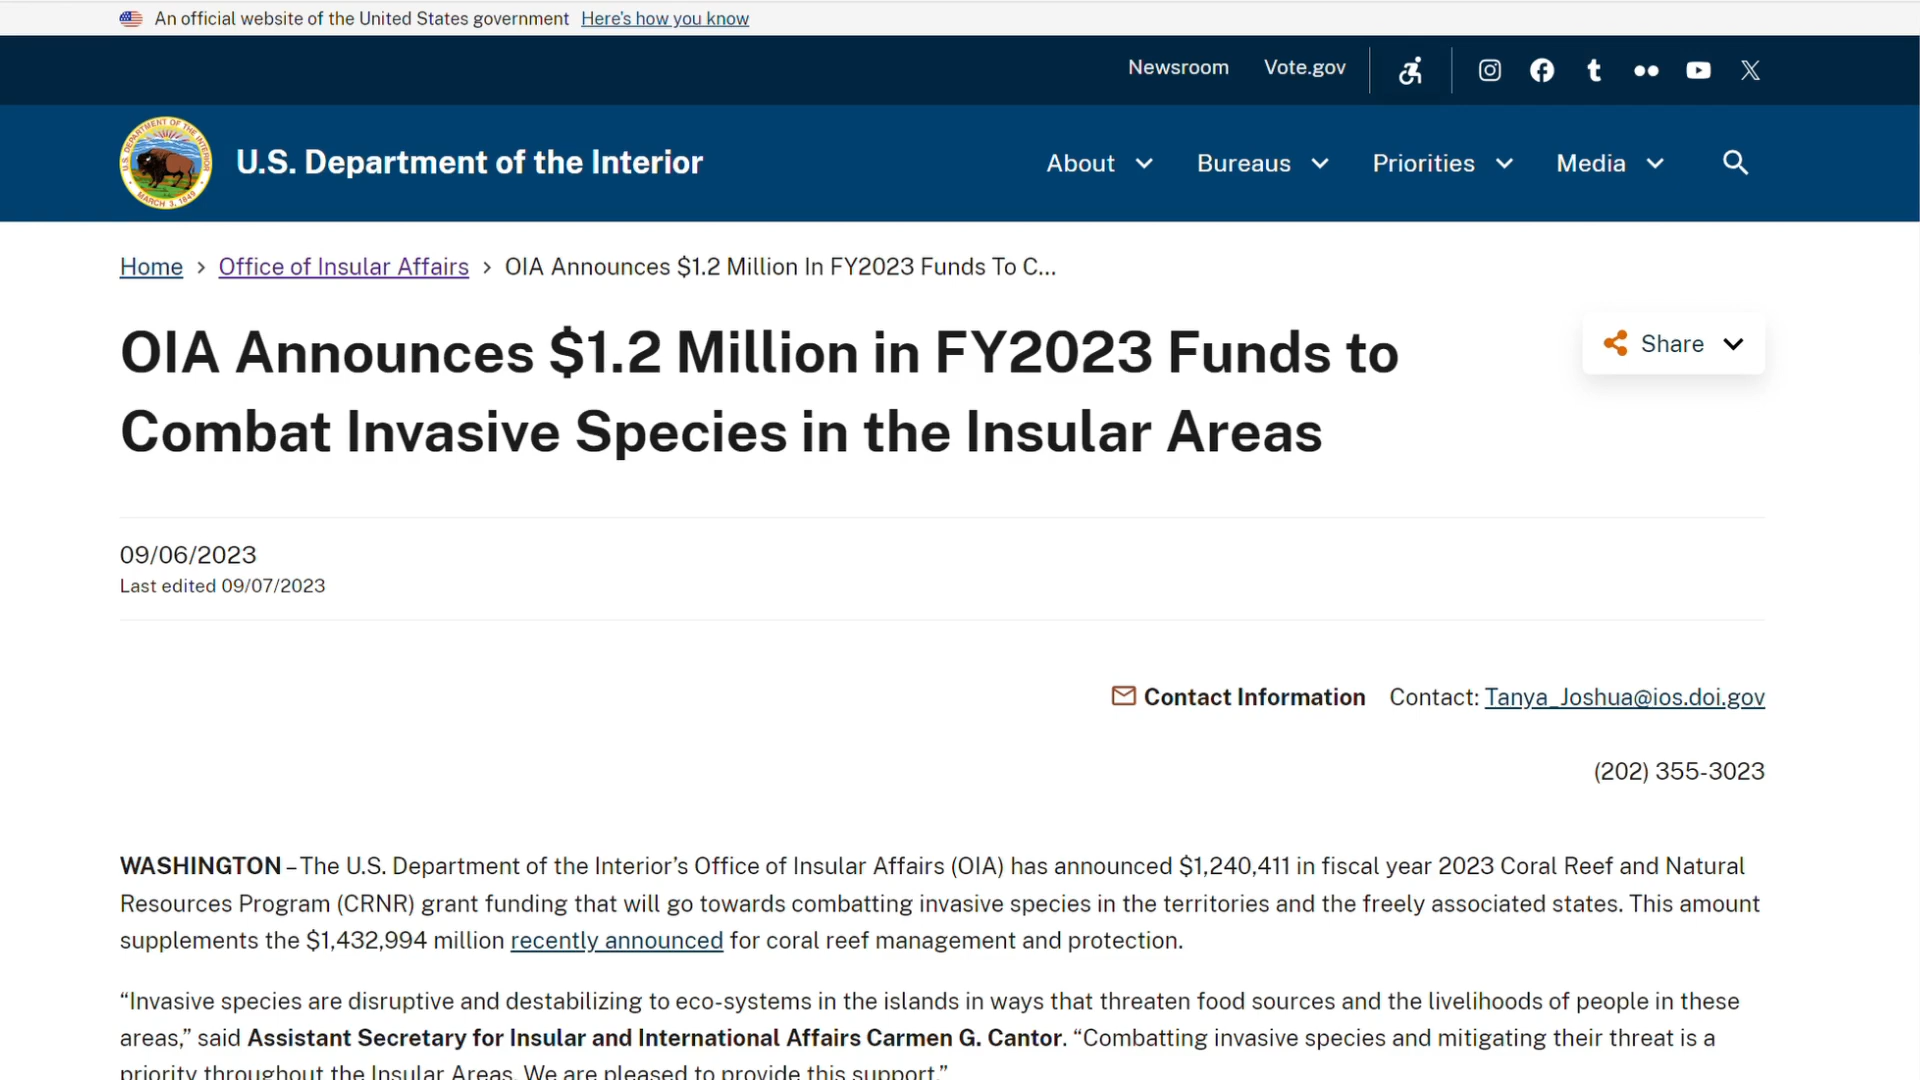 An official website of the United States government Here's how you know
Newsroom Vote.gov
U.S. DEPARTMENT OF THE INTERIOR
MARCH 3, 1849
U.S. Department of the Interior
About Bureaus Priorities Media
Home › Office of Insular Affairs › OIA Announces $1.2 Million In FY2023 Funds To C...
OIA Announces $1.2 Million in FY2023 Funds to
Combat Invasive Species in the Insular Areas
Share
09/06/2023
Last edited 09/07/2023
Contact Information Contact: Tanya_Joshua@ios.doi.gov
(202) 355-3023
WASHINGTON – The U.S. Department of the Interior’s Office of Insular Affairs (OIA) has announced $1,240,411 in fiscal year 2023 Coral Reef and Natural
Resources Program (CRNR) grant funding that will go towards combatting invasive species in the territories and the freely associated states. This amount
supplements the $1,432,994 million recently announced for coral reef management and protection.
“Invasive species are disruptive and destabilizing to eco-systems in the islands in ways that threaten food sources and the livelihoods of people in these
areas,” said Assistant Secretary for Insular and International Affairs Carmen G. Cantor. “Combatting invasive species and mitigating their threat is a
priority throughout the Insular Areas. We are pleased to provide this support.”